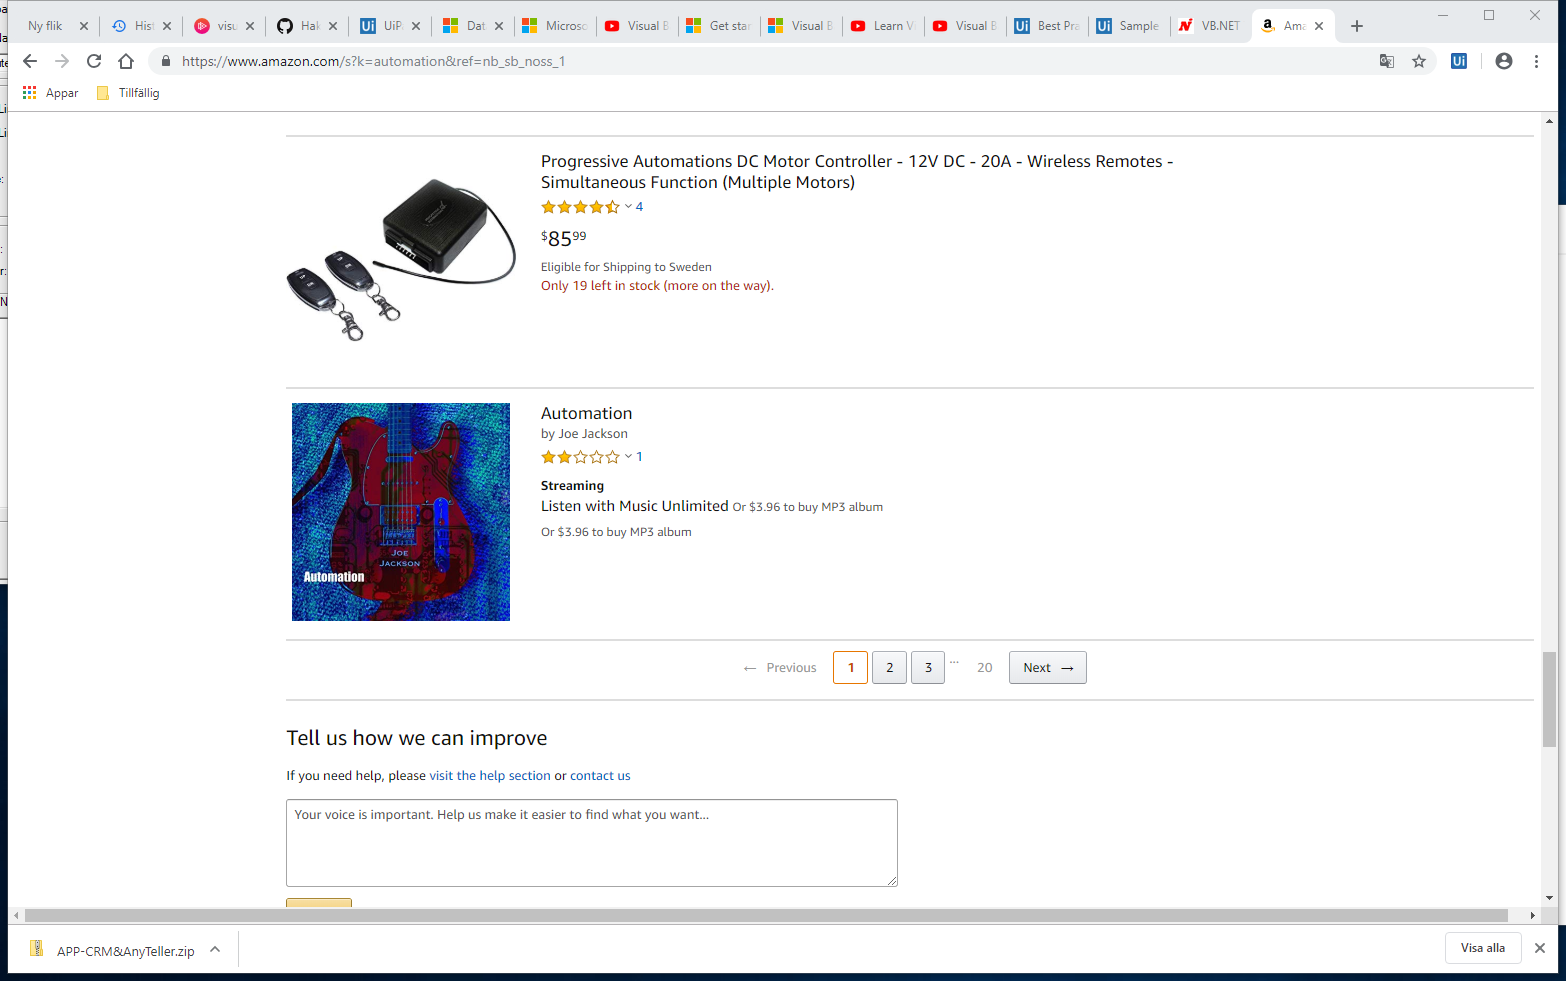 Ny flik
Hist
visu
Hak
UiPa
Data
Microsc
Visual B
Get star
Visual B
Learn Vi
Visual B
Best Pra
Sample
VB.NET
Ama
https://www.amazon.com/s?k=automation&ref=nb_sb_noss_1
Appar
Tillfällig
Progressive Automations DC Motor Controller - 12V DC - 20A - Wireless Remotes -
Simultaneous Function (Multiple Motors)
4
$85 99
Eligible for Shipping to Sweden
Only 19 left in stock (more on the way).
Automation
by Joe Jackson
1
Streaming
Listen with Music Unlimited Or $3.96 to buy MP3 album
Or $3.96 to buy MP3 album
Joe
Jackson
Automation
← Previous 1 2 3 ... 20 Next →
Tell us how we can improve
If you need help, please visit the help section or contact us
Your voice is important. Help us make it easier to find what you want...
APP-CRM&AnyTeller.zip
Visa alla